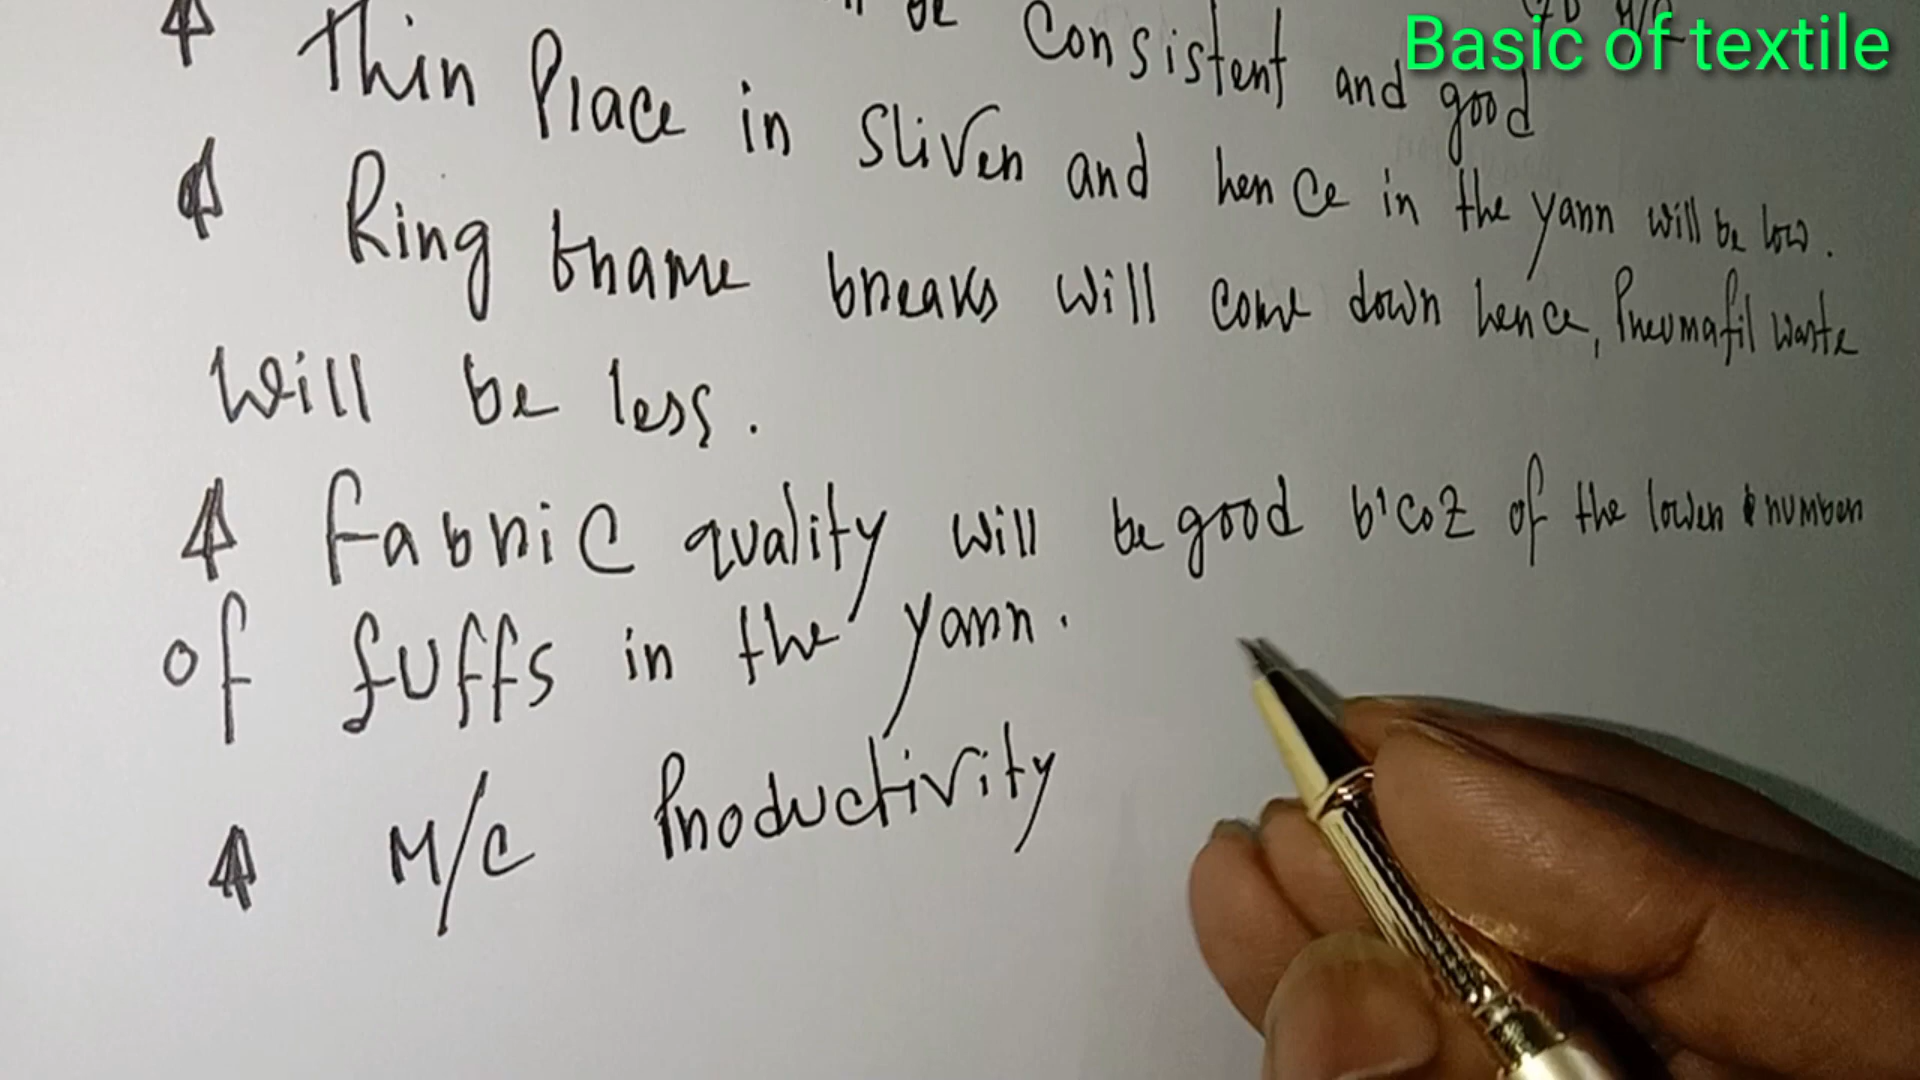 be consistent and good
Basic of textile
Thin Place in Sliver and hence in the yarn will be low.
Ring frame breaks will come down hence, Pneumafil waste
Will be less.
Fabric quality will be good b'coz of the lower number
of fuffs in the yarn.
M/C Productivity